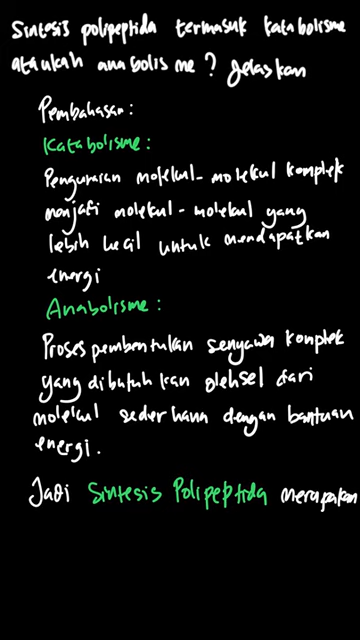 Sintesis polipeptida termasuk katabolisme
ataukah anabolisme? Jelaskan
Pembahasan:
Katabolisme:
Penguraian molekul-molekul komplek
menjadi molekul-molekul yang
lebih kecil untuk mendapatkan
energi
Anabolisme:
Proses pembentukan senyawa komplek
yang dibutuhkan oleh sel dari
molekul sederhana dengan bantuan
energi.
Jadi Sintesis Polipeptida merupakan